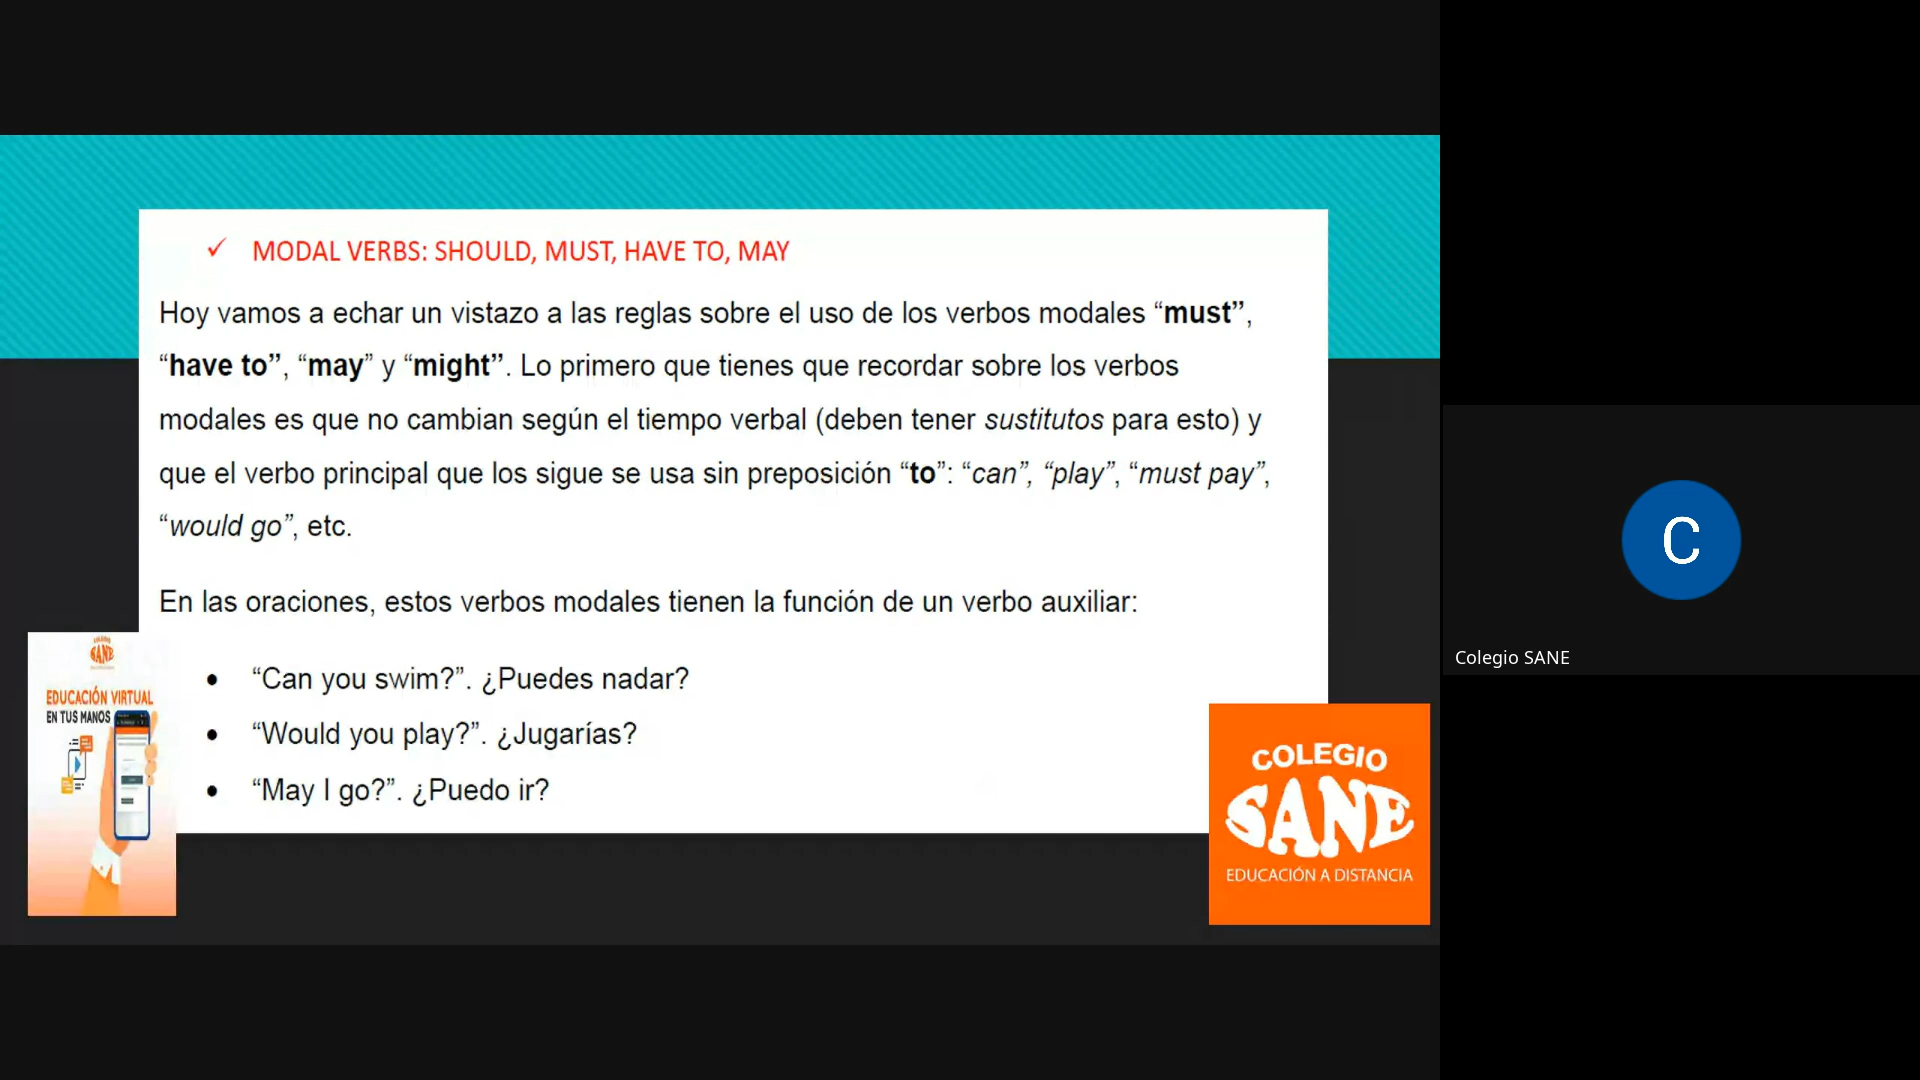 ✓ MODAL VERBS: SHOULD, MUST, HAVE TO, MAY
Hoy vamos a echar un vistazo a las reglas sobre el uso de los verbos modales “must”,
“have to”, “may” y “might”. Lo primero que tienes que recordar sobre los verbos
modales es que no cambian según el tiempo verbal (deben tener sustitutos para esto) y
que el verbo principal que los sigue se usa sin preposición “to”: “can”, “play”, “must pay”,
“would go”, etc.
En las oraciones, estos verbos modales tienen la función de un verbo auxiliar:
• “Can you swim?”. ¿Puedes nadar?
• “Would you play?”. ¿Jugarías?
• “May I go?”. ¿Puedo ir?
SANE
EDUCACIÓN VIRTUAL
EN TUS MANOS
COLEGIO
SANE
EDUCACIÓN A DISTANCIA
C
Colegio SANE